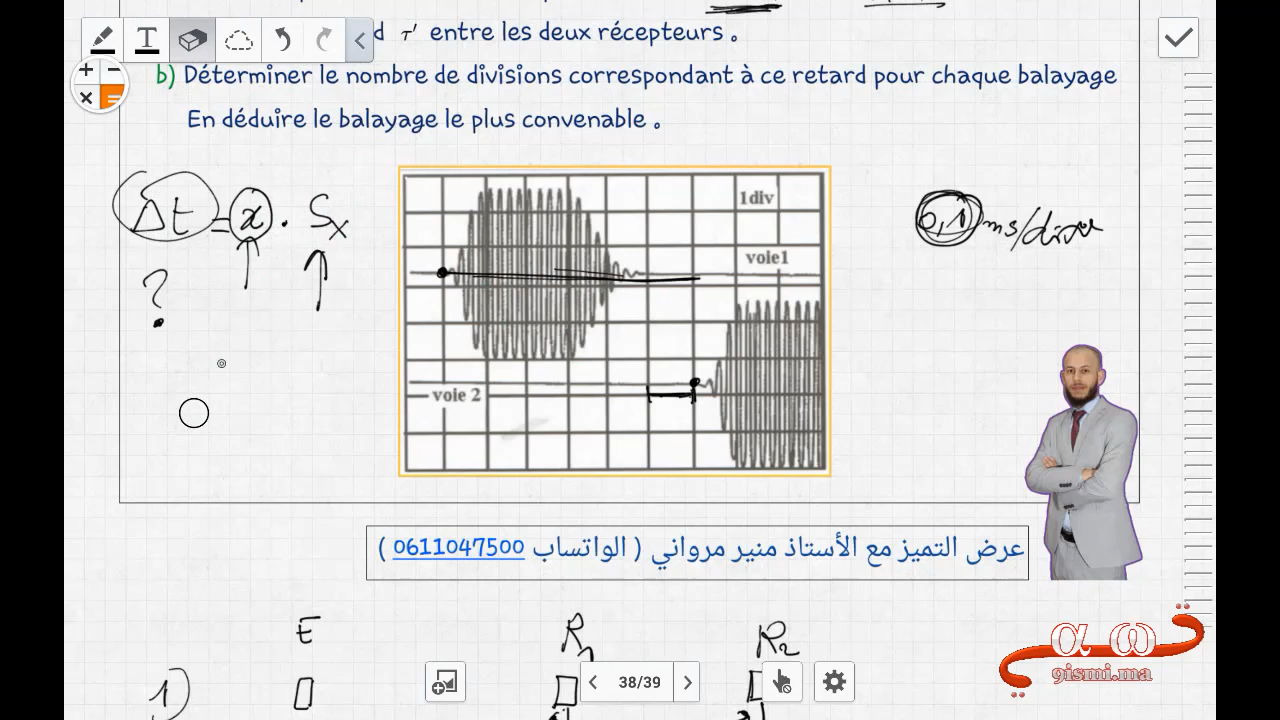 d τ' entre les deux récepteurs .
b) Déterminer le nombre de divisions correspondant à ce retard pour chaque balayage
En déduire le balayage le plus convenable .
Δt = x . Sx
?
0,1 ms/div
1div
voie1
voie 2
عرض التميز مع الأستاذ منير مرواني ( الواتساب 0611047500 )
E R1 R2
1)
38/39
gismi.ma